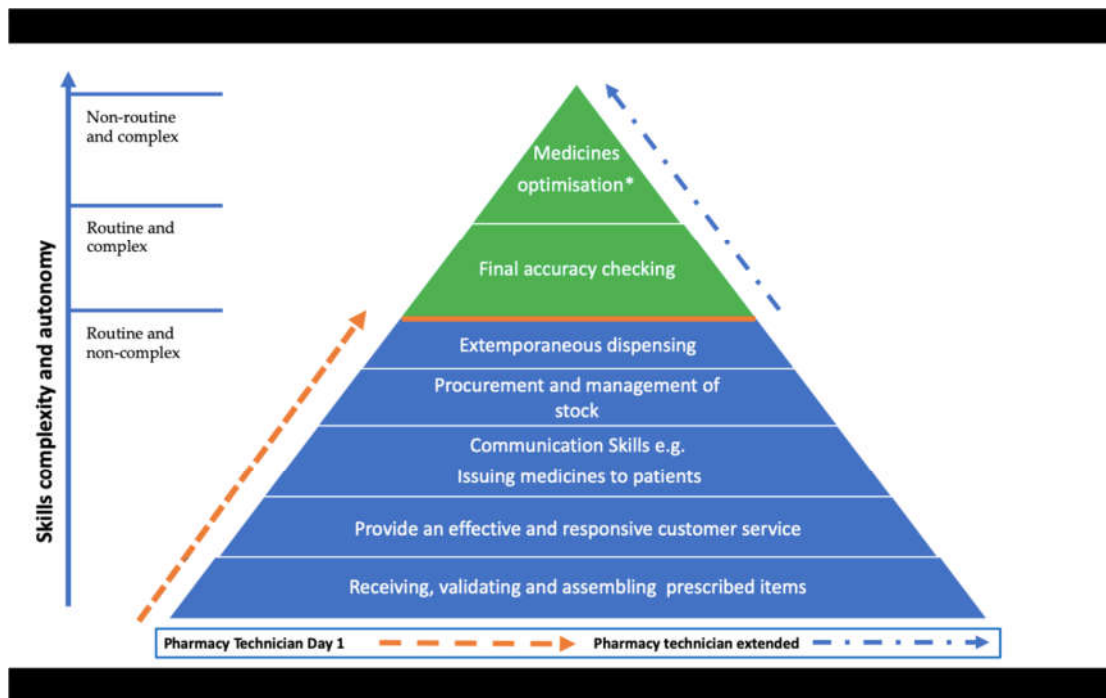 Skills complexity and autonomy
Non-routine
and complex
Routine and
complex
Routine and
non-complex
Medicines
optimisation*
Final accuracy checking
Extemporaneous dispensing
Procurement and management of
stock
Communication Skills e.g.
Issuing medicines to patients
Provide an effective and responsive customer service
Receiving, validating and assembling prescribed items
Pharmacy Technician Day 1
Pharmacy technician extended